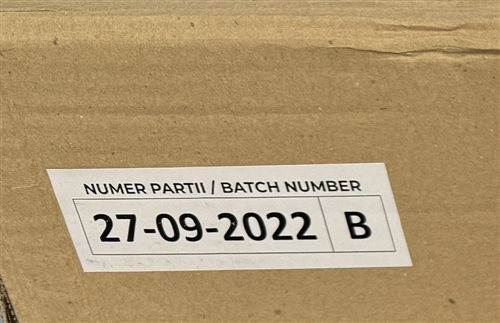 NUMER PARTII / BATCH NUMBER
27-09-2022 B